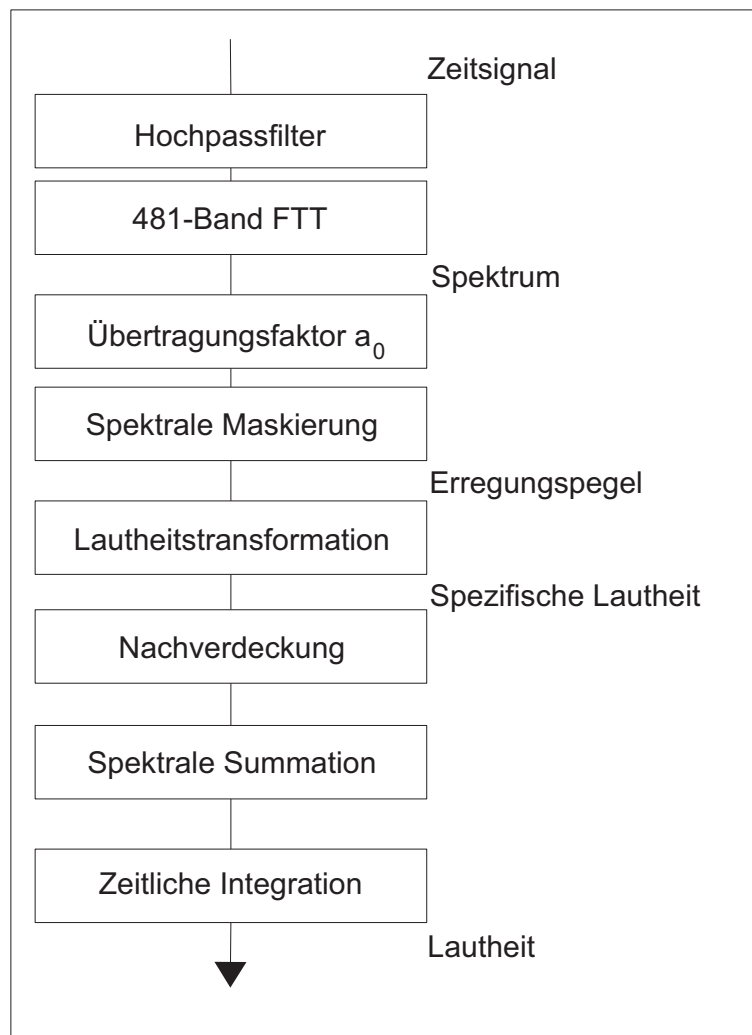 Zeitsignal
Hochpassfilter
481-Band FTT
Spektrum
Übertragungsfaktor a0
Spektrale Maskierung
Erregungspegel
Lautheitstransformation
Spezifische Lautheit
Nachverdeckung
Spektrale Summation
Zeitliche Integration
Lautheit